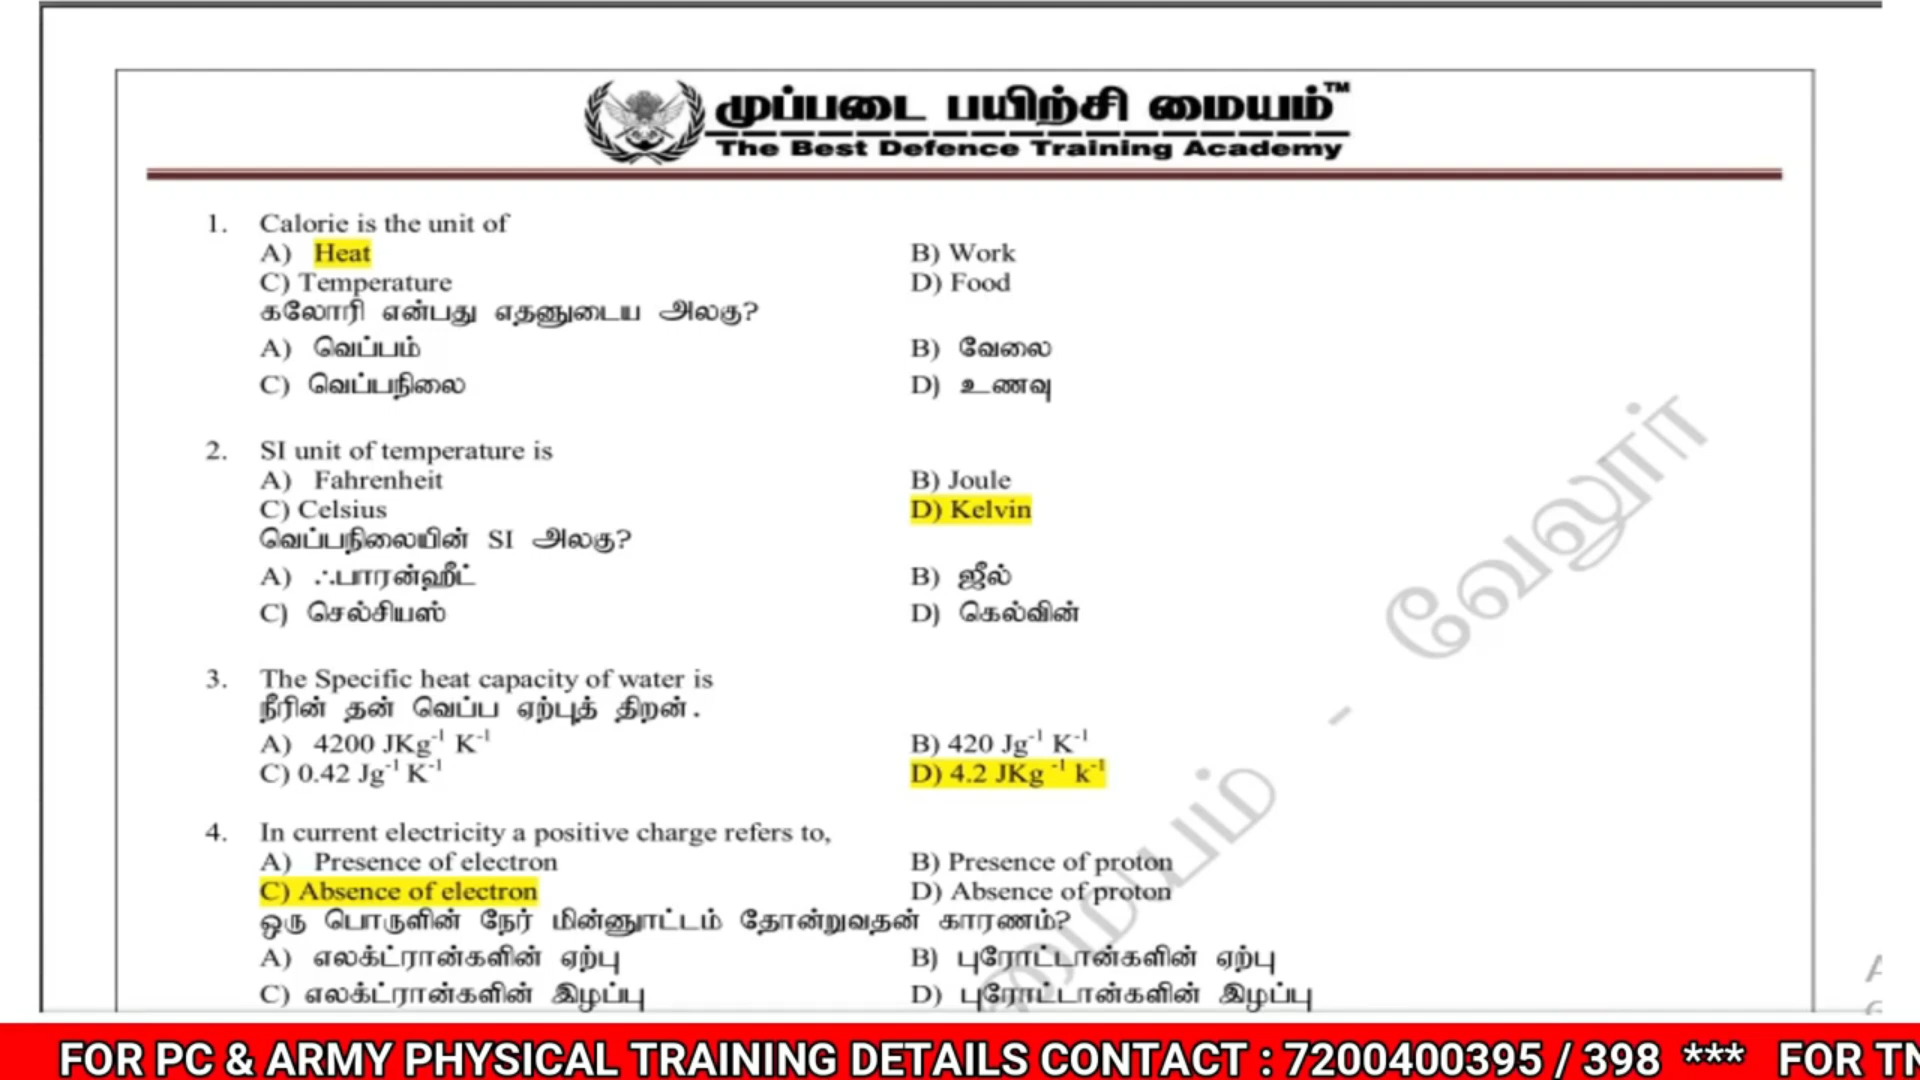 முப்படை பயிற்சி மையம்™
The Best Defence Training Academy
1. Calorie is the unit of
A) Heat B) Work
C) Temperature D) Food
கலோரி என்பது எதனுடைய அலகு?
A) வெப்பம் B) வேலை
C) வெப்பநிலை D) உணவு
2. SI unit of temperature is
A) Fahrenheit B) Joule
C) Celsius D) Kelvin
வெப்பநிலையின் SI அலகு?
A) ஃபாரன்ஹீட் B) ஜீல்
C) செல்சியஸ் D) கெல்வின்
3. The Specific heat capacity of water is
நீரின் தன் வெப்ப ஏற்புத் திறன்.
A) 4200 JKg⁻¹ K⁻¹ B) 420 Jg⁻¹ K⁻¹
C) 0.42 Jg⁻¹ K⁻¹ D) 4.2 JKg ⁻¹ k⁻¹
4. In current electricity a positive charge refers to,
A) Presence of electron B) Presence of proton
C) Absence of electron D) Absence of proton
ஒரு பொருளின் நேர் மின்னூட்டம் தோன்றுவதன் காரணம்?
A) எலக்ட்ரான்களின் ஏற்பு B) புரோட்டான்களின் ஏற்பு
C) எலக்ட்ரான்களின் இழப்பு D) புரோட்டான்களின் இழப்பு
மையம் - வேலூர்
FOR PC & ARMY PHYSICAL TRAINING DETAILS CONTACT : 7200400395 / 398 *** FOR TN